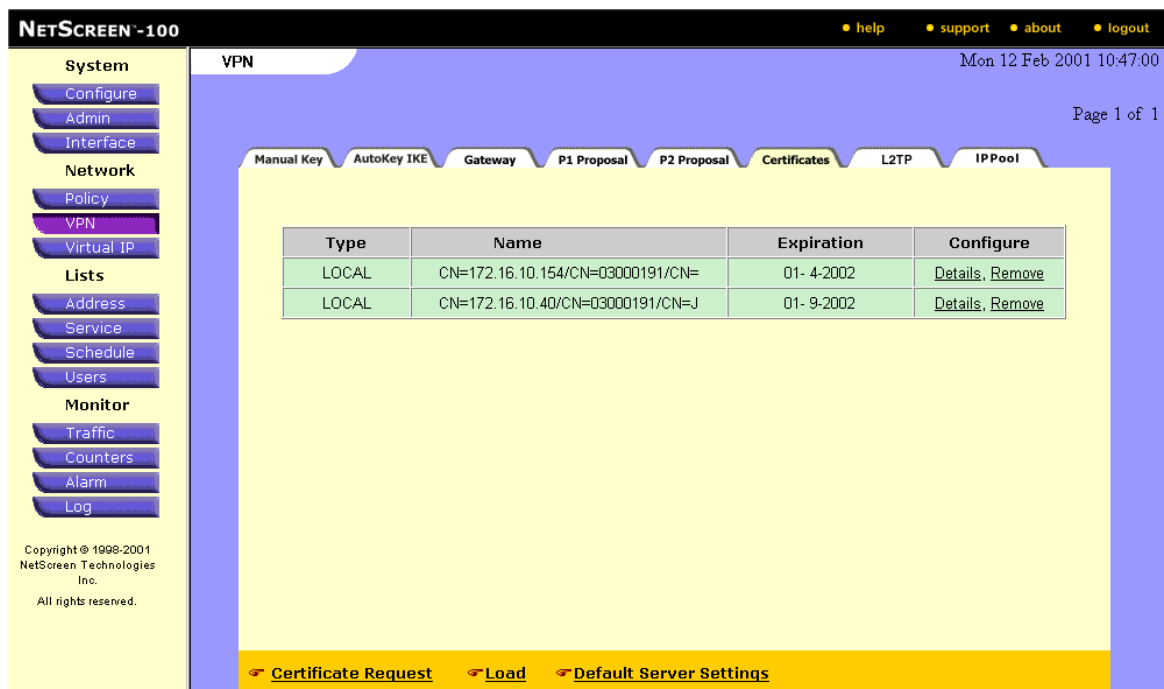 NETSCREEN™-100
help support about logout
System
Configure
Admin
Interface
Network
Policy
VPN
Virtual IP
Lists
Address
Service
Schedule
Users
Monitor
Traffic
Counters
Alarm
Log
Copyright © 1998-2001
NetScreen Technologies
Inc.
All rights reserved.
VPN
Mon 12 Feb 2001 10:47:00
Page 1 of 1
Manual Key AutoKey IKE Gateway P1 Proposal P2 Proposal Certificates L2TP IPPool
Type Name Expiration Configure
LOCAL CN=172.16.10.154/CN=03000191/CN= 01- 4-2002 Details, Remove
LOCAL CN=172.16.10.40/CN=03000191/CN=J 01- 9-2002 Details, Remove
Certificate Request Load Default Server Settings